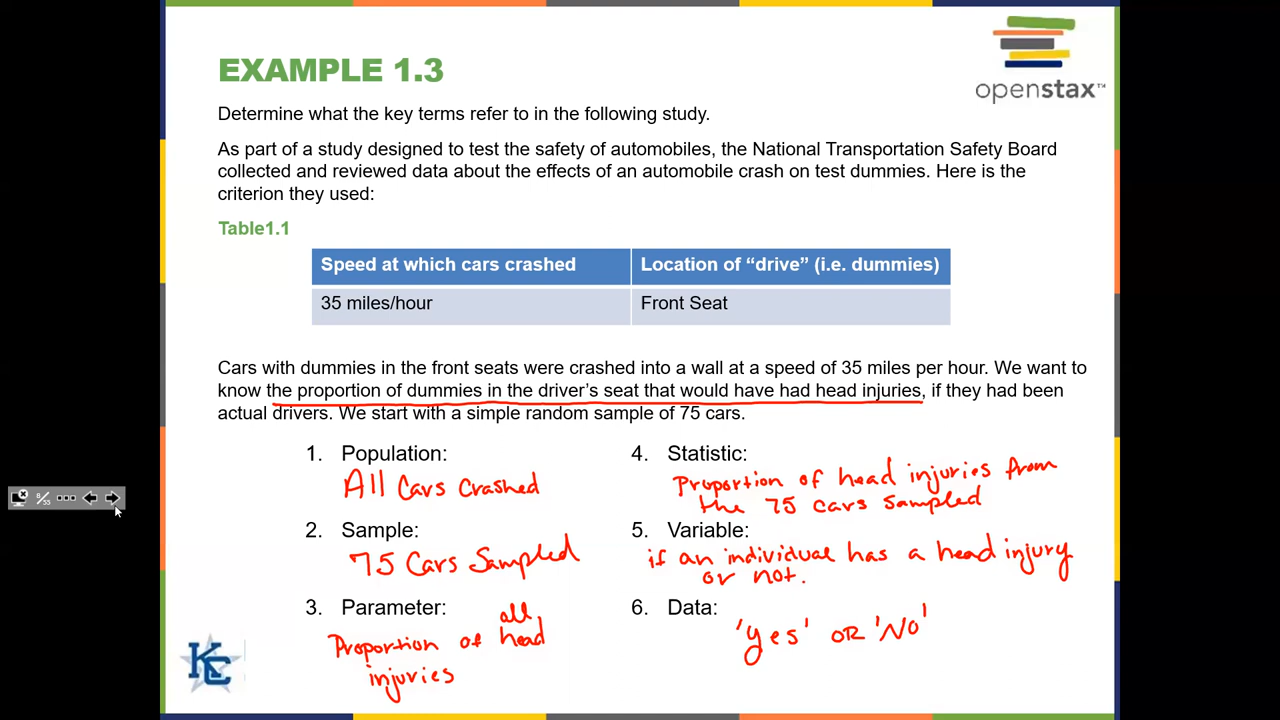 openstax™
EXAMPLE 1.3
Determine what the key terms refer to in the following study.
As part of a study designed to test the safety of automobiles, the National Transportation Safety Board
collected and reviewed data about the effects of an automobile crash on test dummies. Here is the
criterion they used:
Table1.1
Speed at which cars crashed
Location of “drive” (i.e. dummies)
35 miles/hour
Front Seat
Cars with dummies in the front seats were crashed into a wall at a speed of 35 miles per hour. We want to
know the proportion of dummies in the driver’s seat that would have had head injuries, if they had been
actual drivers. We start with a simple random sample of 75 cars.
1. Population:
All Cars Crashed
2. Sample:
75 Cars Sampled
3. Parameter:
all
Proportion of head
injuries
4. Statistic:
Proportion of head injuries from
the 75 cars sampled
5. Variable:
if an individual has a head injury
or not.
6. Data:
'yes' OR 'No'
KC
8/55